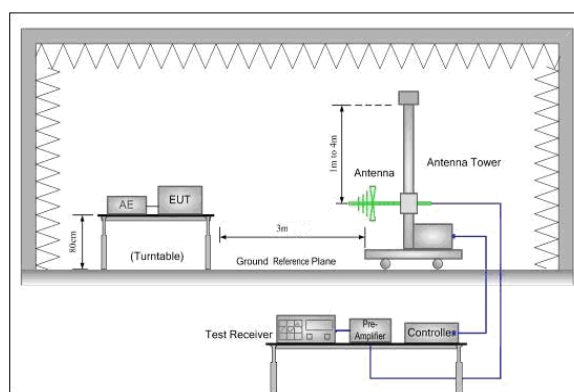 1m to 4m
Antenna
Antenna Tower
AE
EUT
80cm
(Turntable)
3m
Ground Reference Plane
Test Receiver
Pre-
Amplifier
Controller